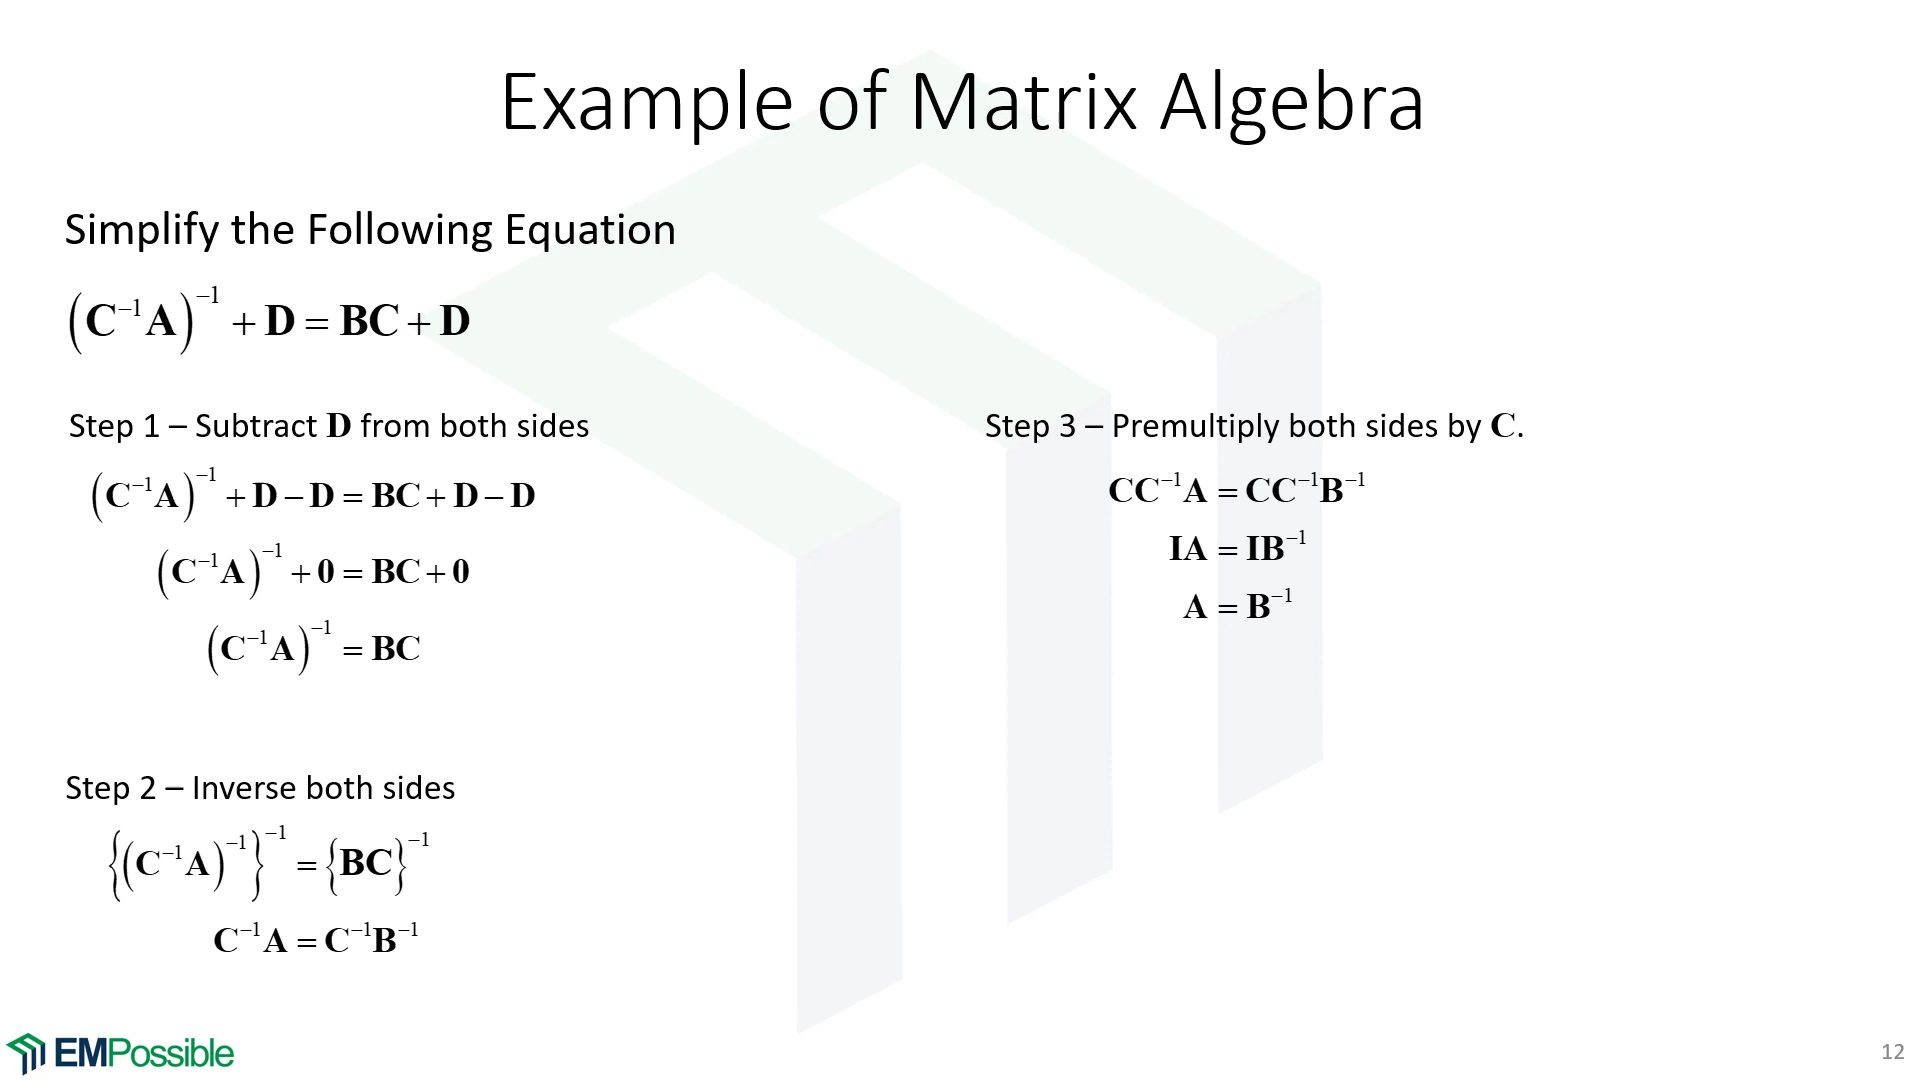 Example of Matrix Algebra
Simplify the Following Equation
(C⁻¹A)⁻¹ + D = BC + D
Step 1 – Subtract D from both sides
(C⁻¹A)⁻¹ + D − D = BC + D − D
(C⁻¹A)⁻¹ + 0 = BC + 0
(C⁻¹A)⁻¹ = BC
Step 2 – Inverse both sides
{(C⁻¹A)⁻¹}⁻¹ = {BC}⁻¹
C⁻¹A = C⁻¹B⁻¹
Step 3 – Premultiply both sides by C.
CC⁻¹A = CC⁻¹B⁻¹
IA = IB⁻¹
A = B⁻¹
EMPossible
12